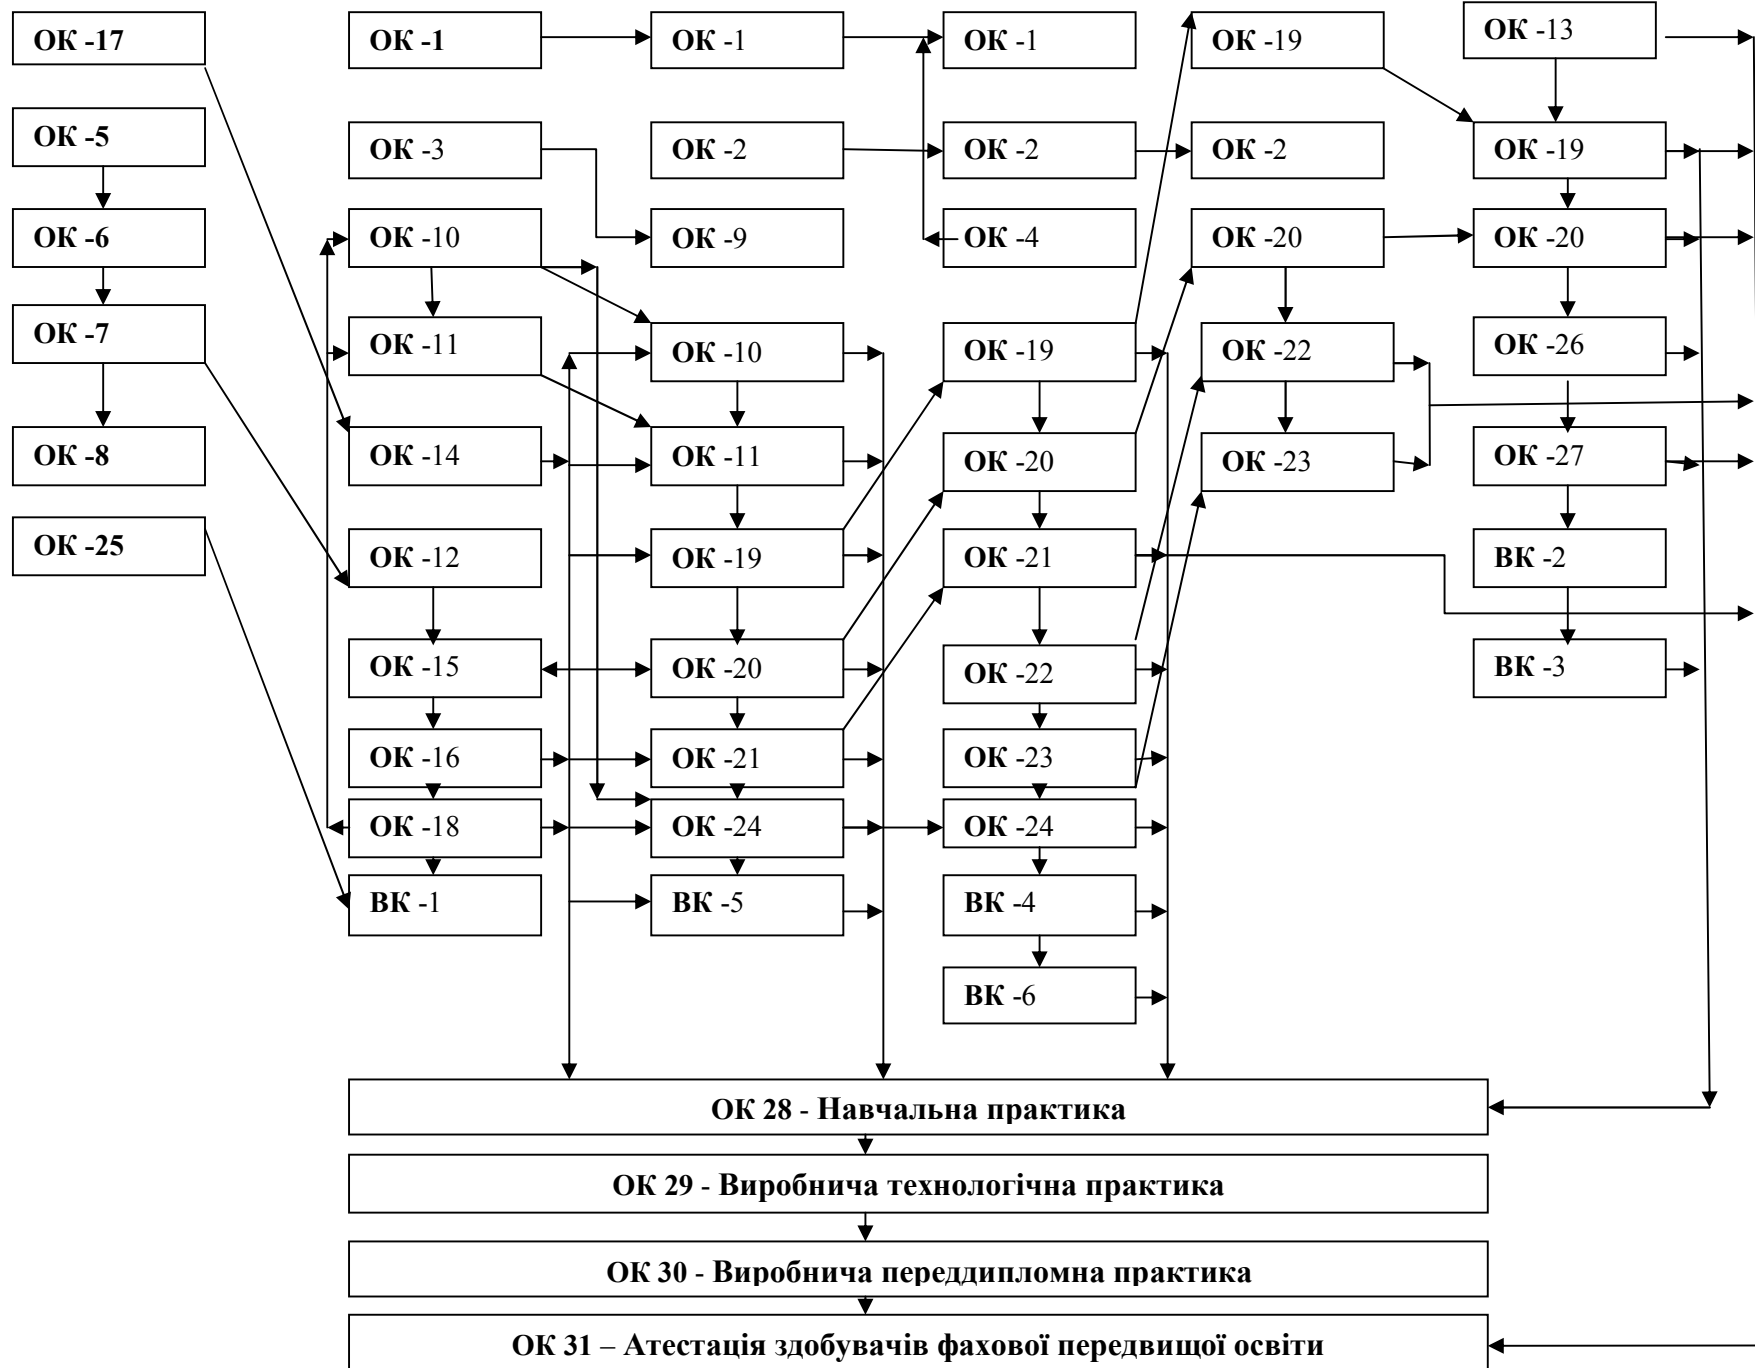 ОК -17
ОК -5
ОК -6
ОК -7
ОК -8
ОК -25
ОК -1
ОК -3
ОК -10
ОК -11
ОК -14
ОК -12
ОК -15
ОК -16
ОК -18
ВК -1
ОК -1
ОК -2
ОК -9
ОК -10
ОК -11
ОК -19
ОК -20
ОК -21
ОК -24
ВК -5
ОК -1
ОК -2
ОК -4
ОК -19
ОК -20
ОК -21
ОК -22
ОК -23
ОК -24
ВК -4
ВК -6
ОК -19
ОК -2
ОК -20
ОК -22
ОК -23
ОК -13
ОК -19
ОК -20
ОК -26
ОК -27
ВК -2
ВК -3
ОК 28 - Навчальна практика
ОК 29 - Виробнича технологічна практика
ОК 30 - Виробнича переддипломна практика
ОК 31 – Атестація здобувачів фахової передвищої освіти